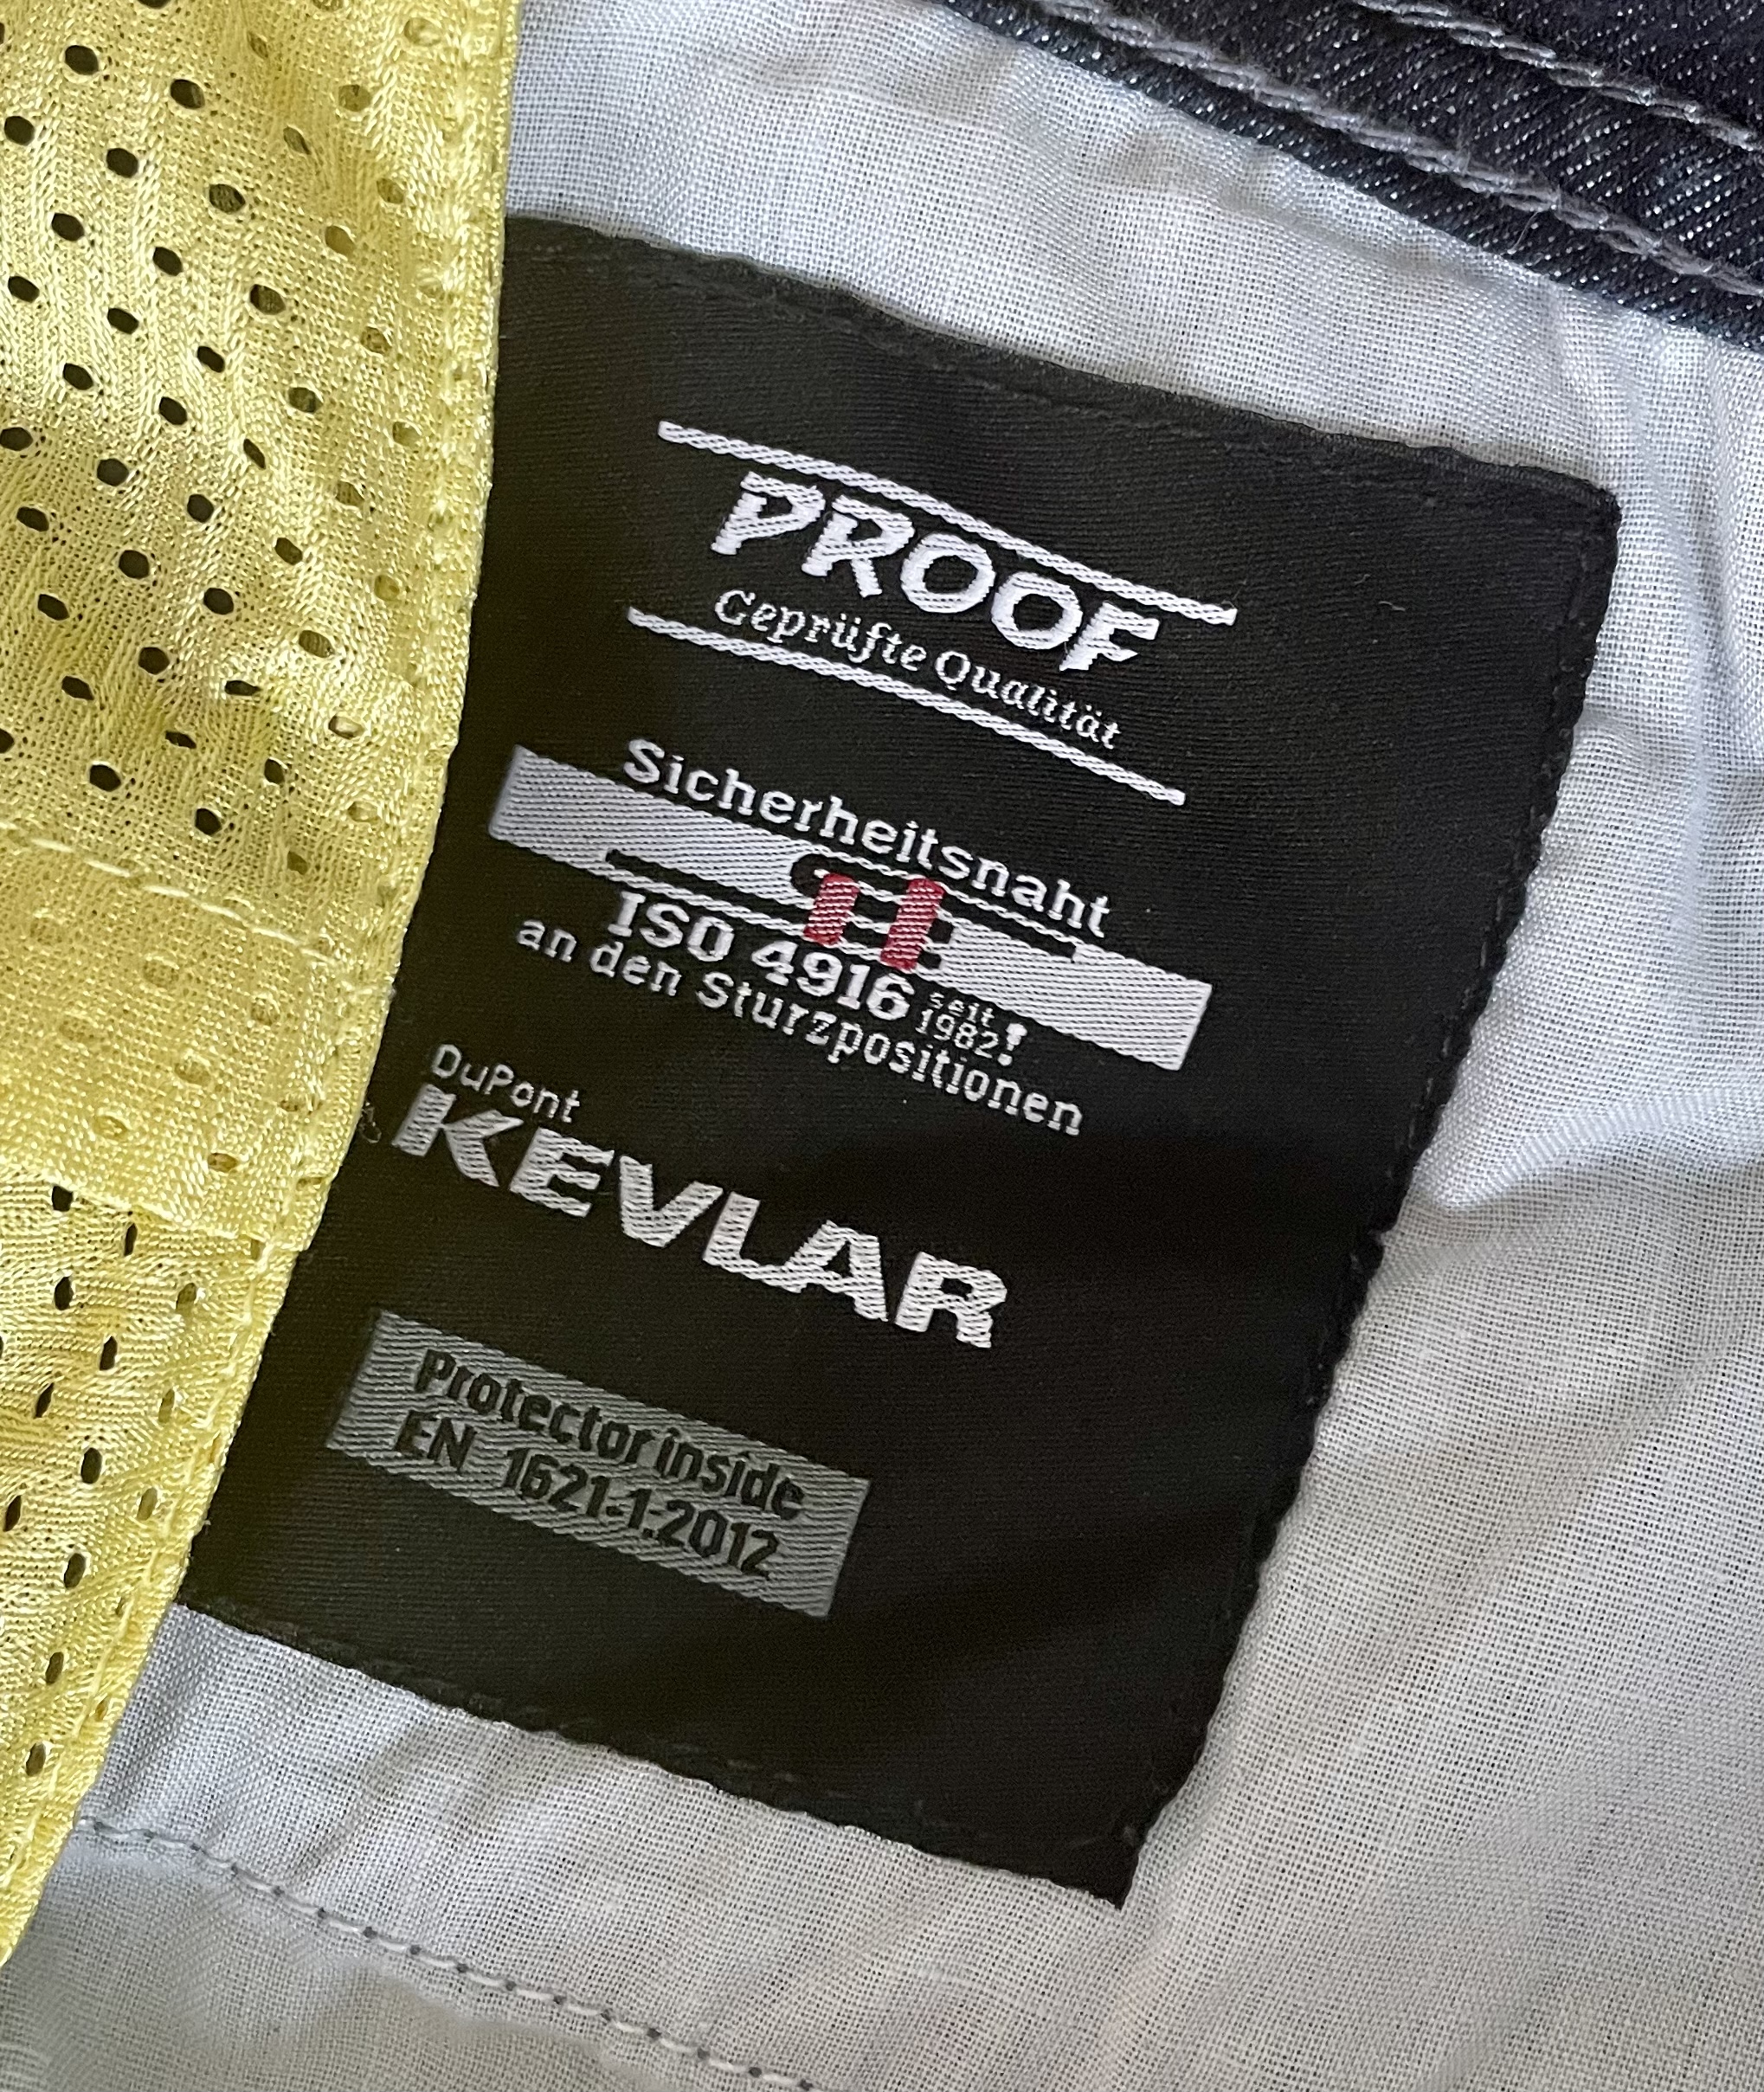 PROOF
Geprüfte Qualität
Sicherheitsnaht
ISO 4916 seit 1982!
an den Sturzpositionen
DuPont
KEVLAR
Protector inside
EN 1621-1:2012